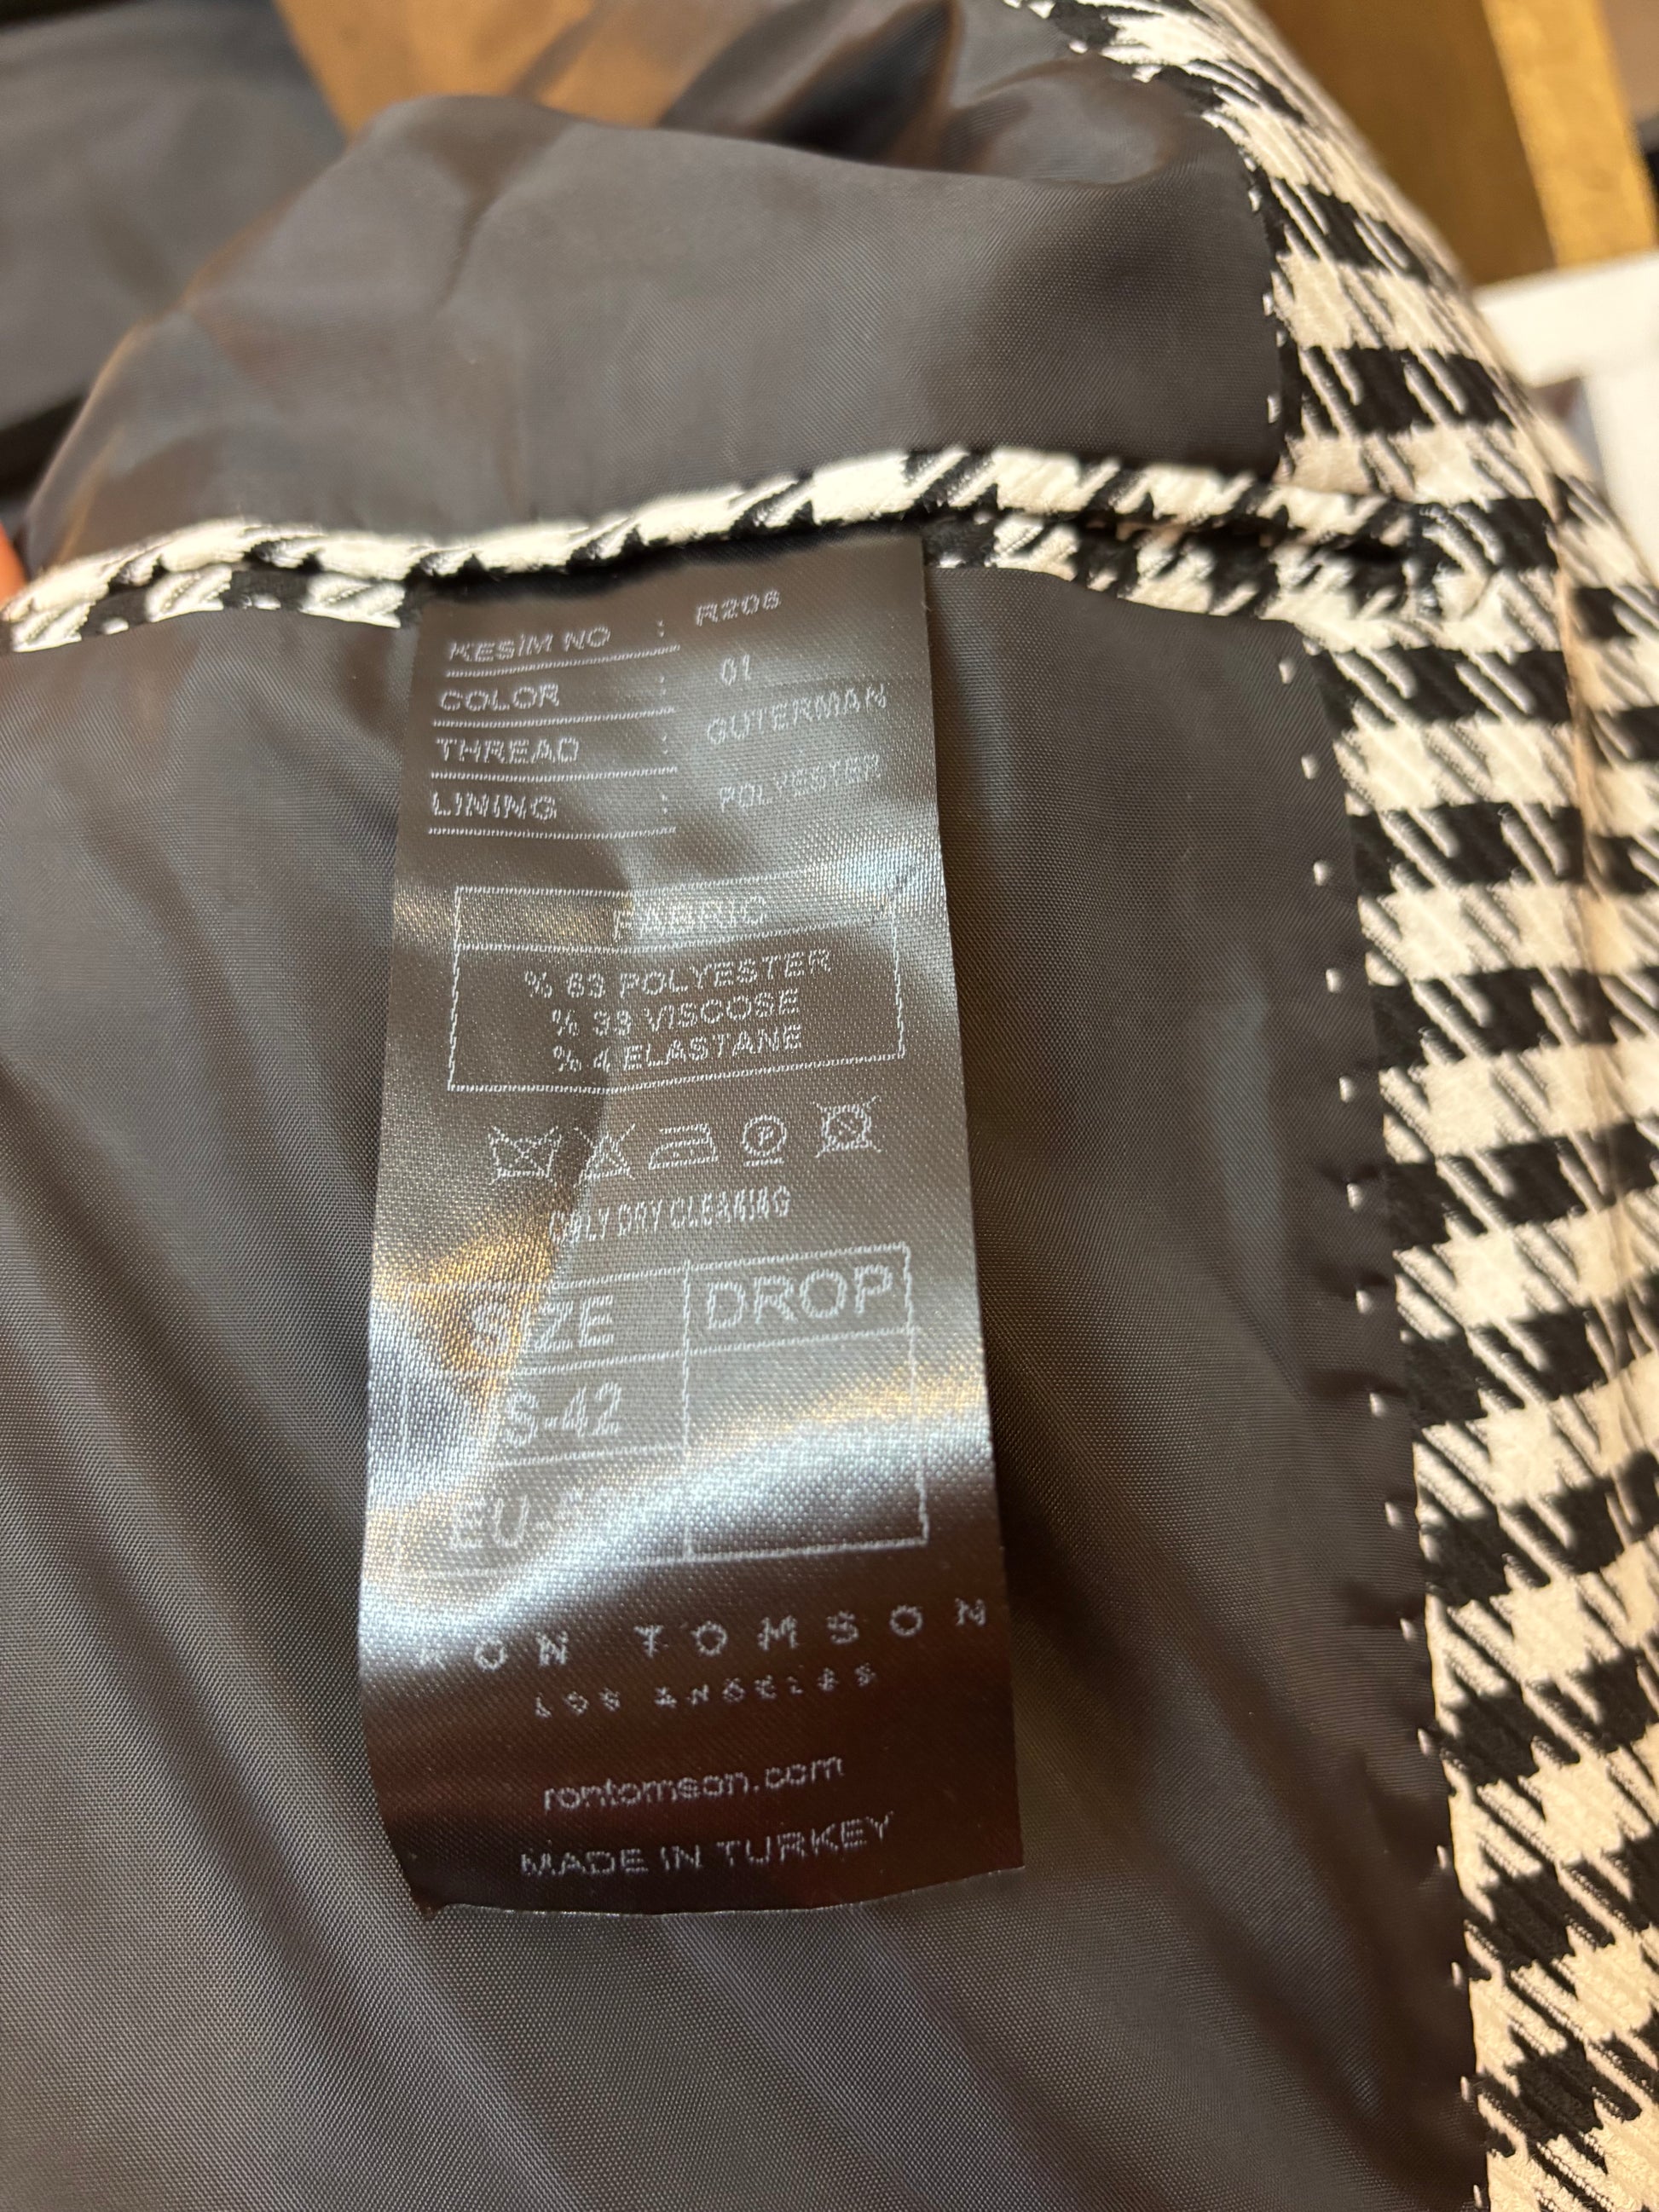 KESİM NO : R206
COLOR : 01
THREAD : GUTERMAN
LINING : POLYESTER
FABRIC
% 63 POLYESTER
% 33 VISCOSE
% 4 ELASTANE
P
ONLY DRY CLEANING
SIZE DROP
S-42
RON TOMSON
LOS ANGELES
rontomson.com
MADE IN TURKEY